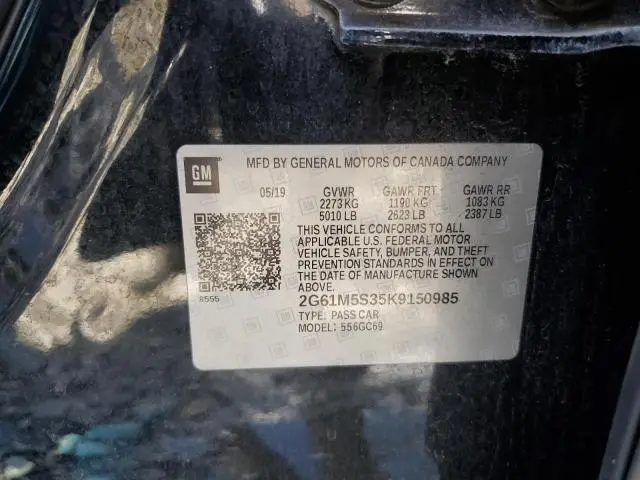 GM
MFD BY GENERAL MOTORS OF CANADA COMPANY
05/19 GVWR GAWR FRT GAWR RR
2273 KG 1190 KG 1083 KG
5010 LB 2623 LB 2387 LB
THIS VEHICLE CONFORMS TO ALL
APPLICABLE U.S. FEDERAL MOTOR
VEHICLE SAFETY, BUMPER, AND THEFT
PREVENTION STANDARDS IN EFFECT ON
THE DATE OF MANUFACTURE SHOWN
ABOVE.
R555 2G61M5S35K9150985
TYPE: PASS CAR
MODEL: 556GC69